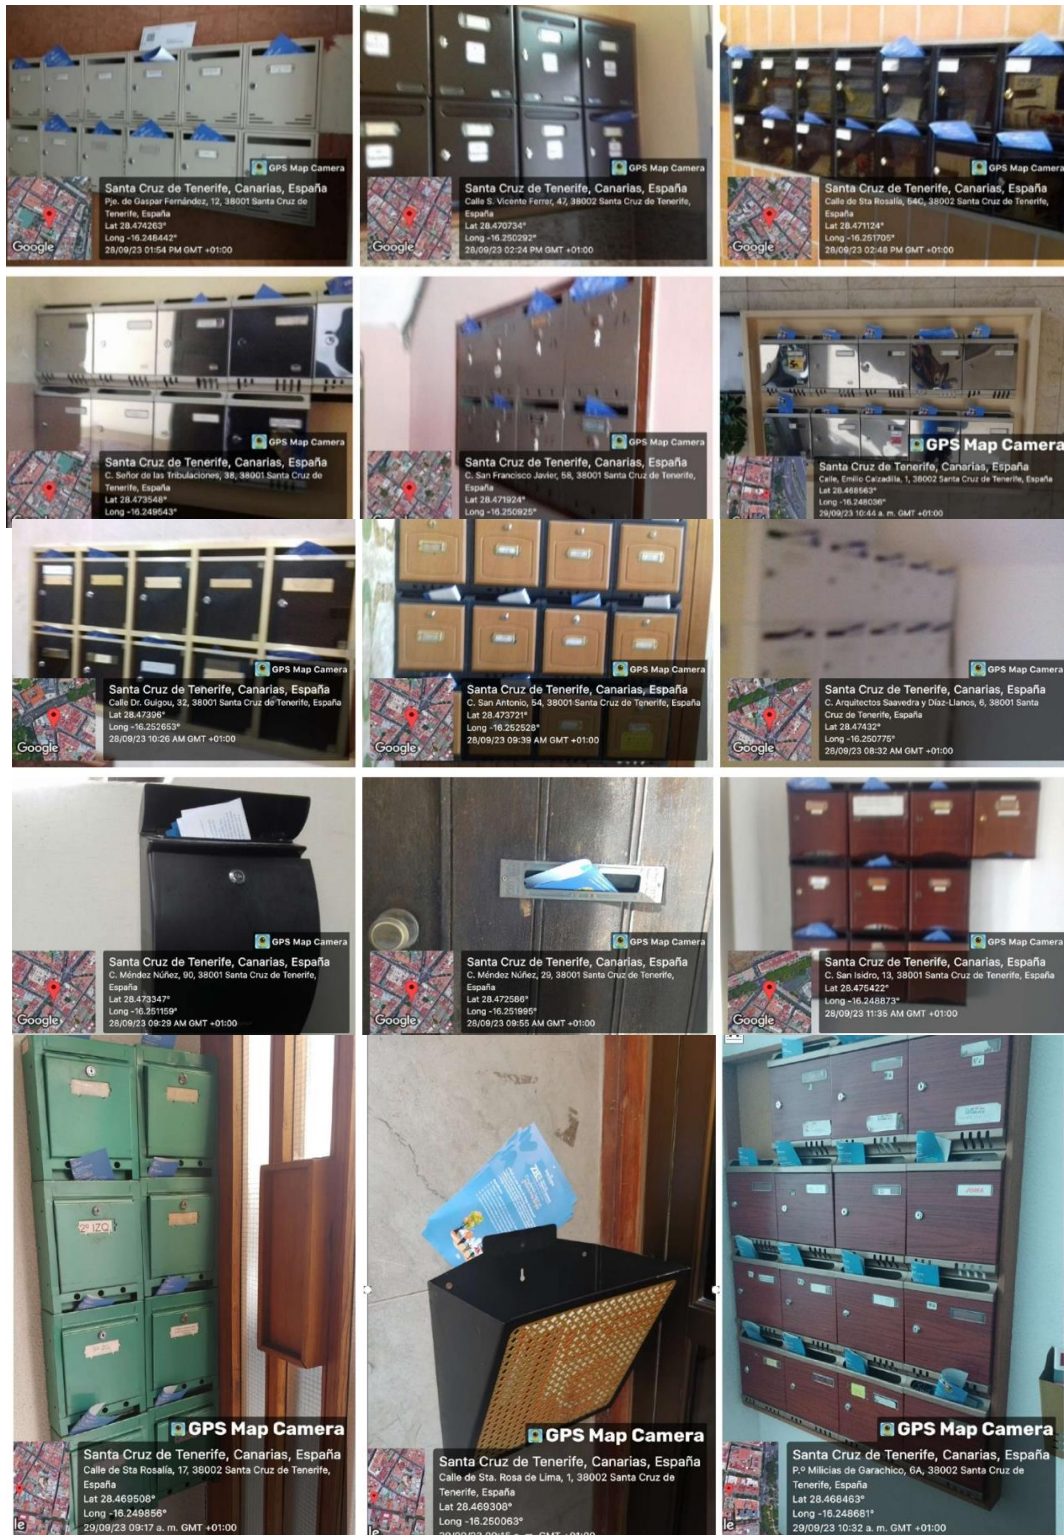 GPS Map Camera
Santa Cruz de Tenerife, Canarias, España
Pje. de Gaspar Fernández, 12, 38001 Santa Cruz de
Tenerife, España
Lat 28.474263°
Long -16.248442°
28/09/23 01:54 PM GMT +01:00
Google
GPS Map Camera
Santa Cruz de Tenerife, Canarias, España
Calle S. Vicente Ferrer, 47, 38002 Santa Cruz de Tenerife,
España
Lat 28.470734°
Long -16.250292°
28/09/23 02:24 PM GMT +01:00
Google
GPS Map Camera
Santa Cruz de Tenerife, Canarias, España
Calle de Sta Rosalía, 54C, 38002 Santa Cruz de Tenerife,
España
Lat 28.471124°
Long -16.251705°
28/09/23 02:48 PM GMT +01:00
Google
GPS Map Camera
Santa Cruz de Tenerife, Canarias, España
C. Señor de las Tribulaciones, 38, 38001 Santa Cruz de
Tenerife, España
Lat 28.473548°
Long -16.249543°
GPS Map Camera
Santa Cruz de Tenerife, Canarias, España
C. San Francisco Javier, 58, 38001 Santa Cruz de Tenerife,
España
Lat 28.471924°
Long -16.250925°
GPS Map Camera
Santa Cruz de Tenerife, Canarias, España
Calle, Emilio Calzadilla, 1, 38002 Santa Cruz de Tenerife,
España
Lat 28.468563°
Long -16.248036°
29/09/23 10:44 a. m. GMT +01:00
GPS Map Camera
Santa Cruz de Tenerife, Canarias, España
Calle Dr. Guigou, 32, 38001 Santa Cruz de Tenerife, España
Lat 28.47396°
Long -16.252653°
28/09/23 10:26 AM GMT +01:00
Google
GPS Map Camera
Santa Cruz de Tenerife, Canarias, España
C. San Antonio, 54, 38001 Santa Cruz de Tenerife, España
Lat 28.473721°
Long -16.252528°
28/09/23 09:39 AM GMT +01:00
Google
GPS Map Camera
Santa Cruz de Tenerife, Canarias, España
C. Arquitectos Saavedra y Díaz-Llanos, 6, 38001 Santa
Cruz de Tenerife, España
Lat 28.47432°
Long -16.250775°
28/09/23 08:32 AM GMT +01:00
Google
GPS Map Camera
Santa Cruz de Tenerife, Canarias, España
C. Méndez Núñez, 90, 38001 Santa Cruz de Tenerife,
España
Lat 28.473347°
Long -16.251159°
28/09/23 09:29 AM GMT +01:00
Google
GPS Map Camera
Santa Cruz de Tenerife, Canarias, España
C. Méndez Núñez, 29, 38001 Santa Cruz de Tenerife,
España
Lat 28.472586°
Long -16.251995°
28/09/23 09:55 AM GMT +01:00
Google
GPS Map Camera
Santa Cruz de Tenerife, Canarias, España
C. San Isidro, 13, 38001 Santa Cruz de Tenerife, España
Lat 28.475422°
Long -16.248873°
28/09/23 11:35 AM GMT +01:00
Google
2º IZQ
GPS Map Camera
Santa Cruz de Tenerife, Canarias, España
Calle de Sta Rosalía, 17, 38002 Santa Cruz de Tenerife,
España
Lat 28.469508°
Long -16.249856°
29/09/23 09:17 a. m. GMT +01:00
le
GPS Map Camera
Santa Cruz de Tenerife, Canarias, España
Calle de Sta. Rosa de Lima, 1, 38002 Santa Cruz de
Tenerife, España
Lat 28.469308°
Long -16.250063°
le
GPS Map Camera
Santa Cruz de Tenerife, Canarias, España
P.º Milicias de Garachico, 6A, 38002 Santa Cruz de
Tenerife, España
Lat 28.468463°
Long -16.248681°
29/09/23 10:32 a. m. GMT +01:00
le